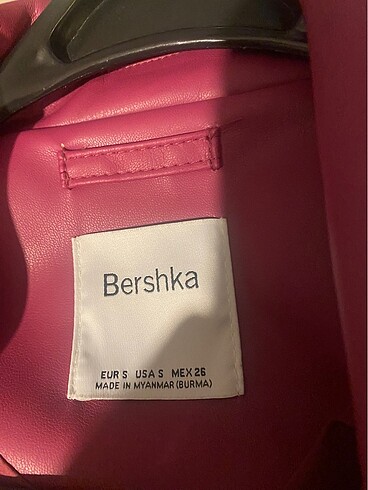 Bershka
EUR S USA S MEX 26
MADE IN MYANMAR (BURMA)